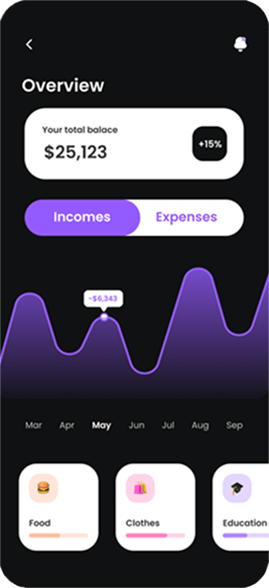 Overview
Your total balace
$25,123
+15%
Incomes Expenses
-$6,343
Mar Apr May Jun Jul Aug Sep
Food Clothes Education